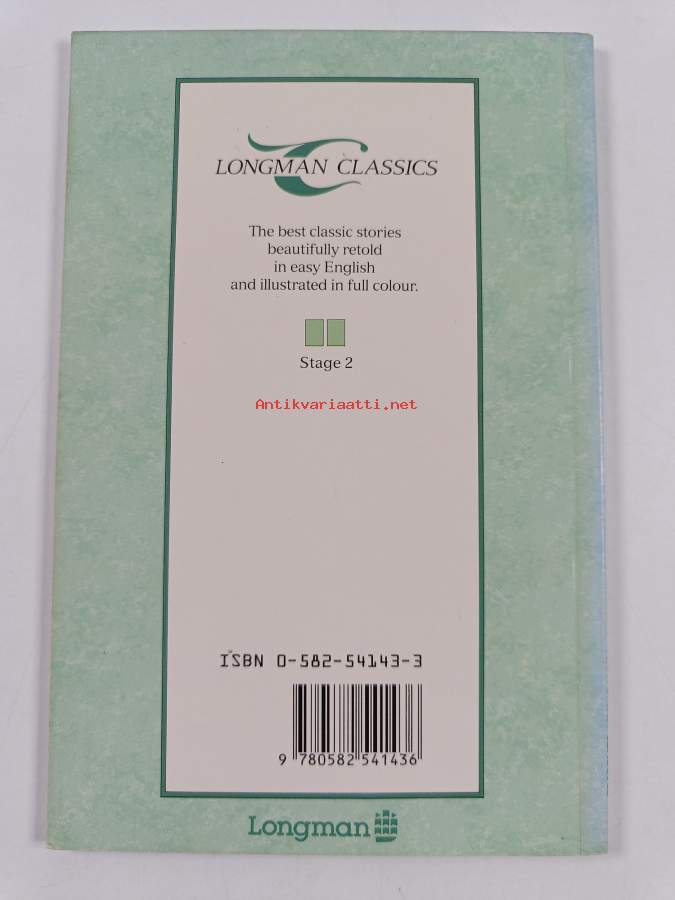 LONGMAN CLASSICS
The best classic stories
beautifully retold
in easy English
and illustrated in full colour.
Stage 2
Antikvariaatti.net
ISBN 0-582-54143-3
9 780582 541436
Longman